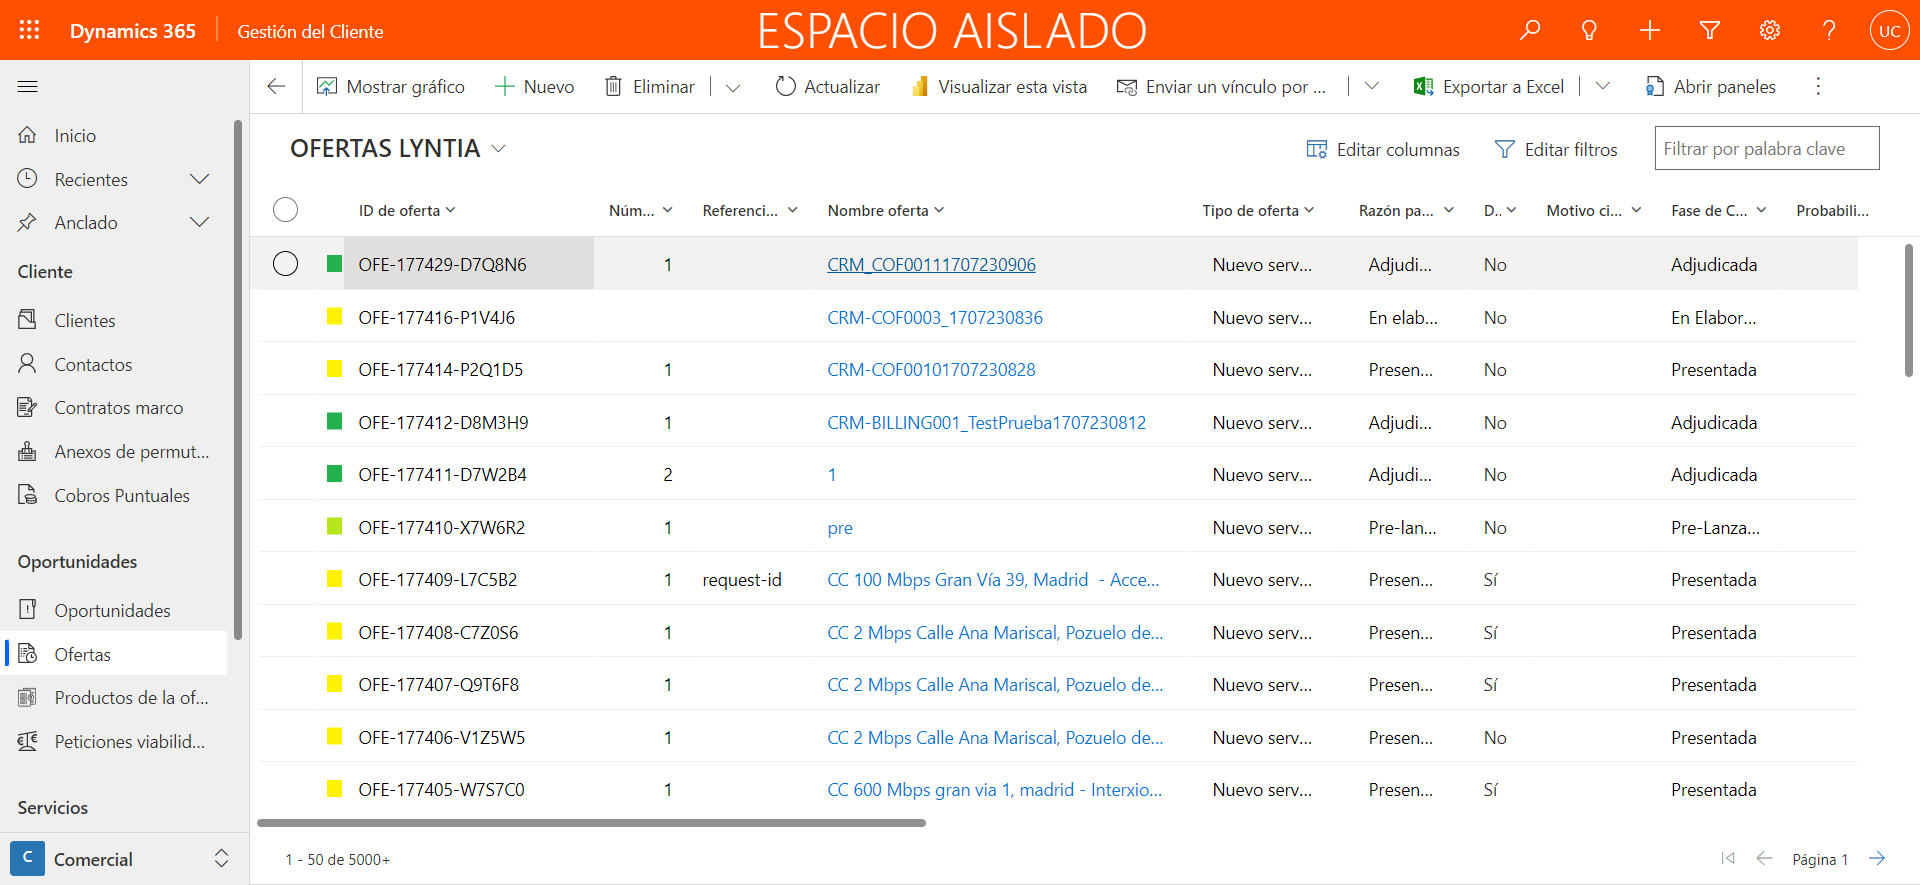 Dynamics 365
Gestión del Cliente
ESPACIO AISLADO
UC
Mostrar gráfico
Nuevo
Eliminar
Actualizar
Visualizar esta vista
Enviar un vínculo por ...
Exportar a Excel
Abrir paneles
Inicio
Recientes
Anclado
Cliente
Clientes
Contactos
Contratos marco
Anexos de permut...
Cobros Puntuales
Oportunidades
Oportunidades
Ofertas
Productos de la of...
Peticiones viabilid...
Servicios
C Comercial
OFERTAS LYNTIA
Editar columnas
Editar filtros
Filtrar por palabra clave
ID de oferta Núm... Referenci... Nombre oferta Tipo de oferta Razón pa... D.. Motivo ci... Fase de C... Probabili...
OFE-177429-D7Q8N6 1 CRM_COF00111707230906 Nuevo serv... Adjudi... No Adjudicada
OFE-177416-P1V4J6 CRM-COF0003_1707230836 Nuevo serv... En elab... No En Elabor...
OFE-177414-P2Q1D5 1 CRM-COF00101707230828 Nuevo serv... Presen... No Presentada
OFE-177412-D8M3H9 1 CRM-BILLING001_TestPrueba1707230812 Nuevo serv... Adjudi... No Adjudicada
OFE-177411-D7W2B4 2 1 Nuevo serv... Adjudi... No Adjudicada
OFE-177410-X7W6R2 1 pre Nuevo serv... Pre-lan... No Pre-Lanza...
OFE-177409-L7C5B2 1 request-id CC 100 Mbps Gran Vía 39, Madrid - Acce... Nuevo serv... Presen... Sí Presentada
OFE-177408-C7Z0S6 1 CC 2 Mbps Calle Ana Mariscal, Pozuelo de... Nuevo serv... Presen... Sí Presentada
OFE-177407-Q9T6F8 1 CC 2 Mbps Calle Ana Mariscal, Pozuelo de... Nuevo serv... Presen... Sí Presentada
OFE-177406-V1Z5W5 1 CC 2 Mbps Calle Ana Mariscal, Pozuelo de... Nuevo serv... Presen... No Presentada
OFE-177405-W7S7C0 1 CC 600 Mbps gran via 1, madrid - Interxio... Nuevo serv... Presen... Sí Presentada
1 - 50 de 5000+
Página 1